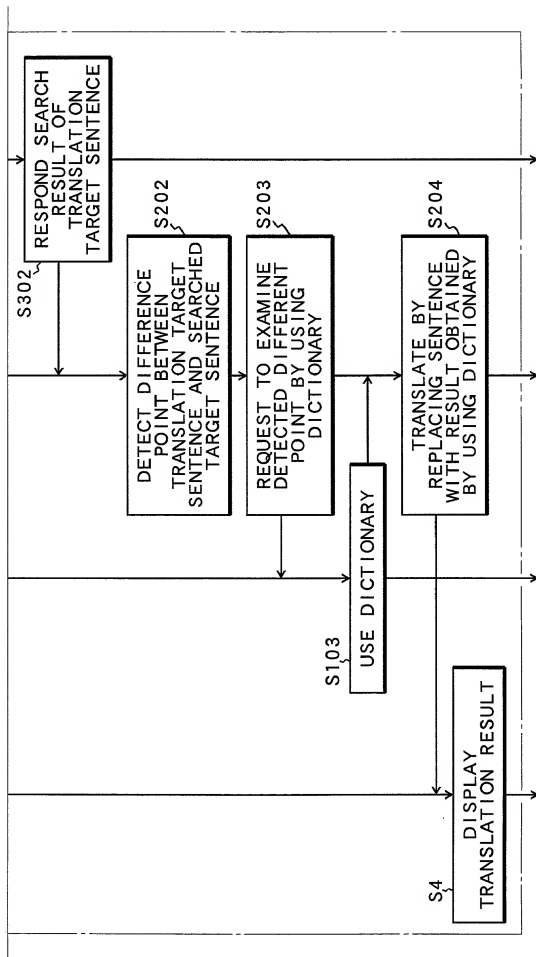 S302
RESPOND SEARCH
RESULT OF
TRANSLATION
TARGET SENTENCE
S202
DETECT DIFFERENCE
POINT BETWEEN
TRANSLATION TARGET
SENTENCE AND SEARCHED
TARGET SENTENCE
S203
REQUEST TO EXAMINE
DETECTED DIFFERENT
POINT BY USING
DICTIONARY
S103
USE DICTIONARY
S204
TRANSLATE BY
REPLACING SENTENCE
WITH RESULT OBTAINED
BY USING DICTIONARY
S4
DISPLAY
TRANSLATION RESULT